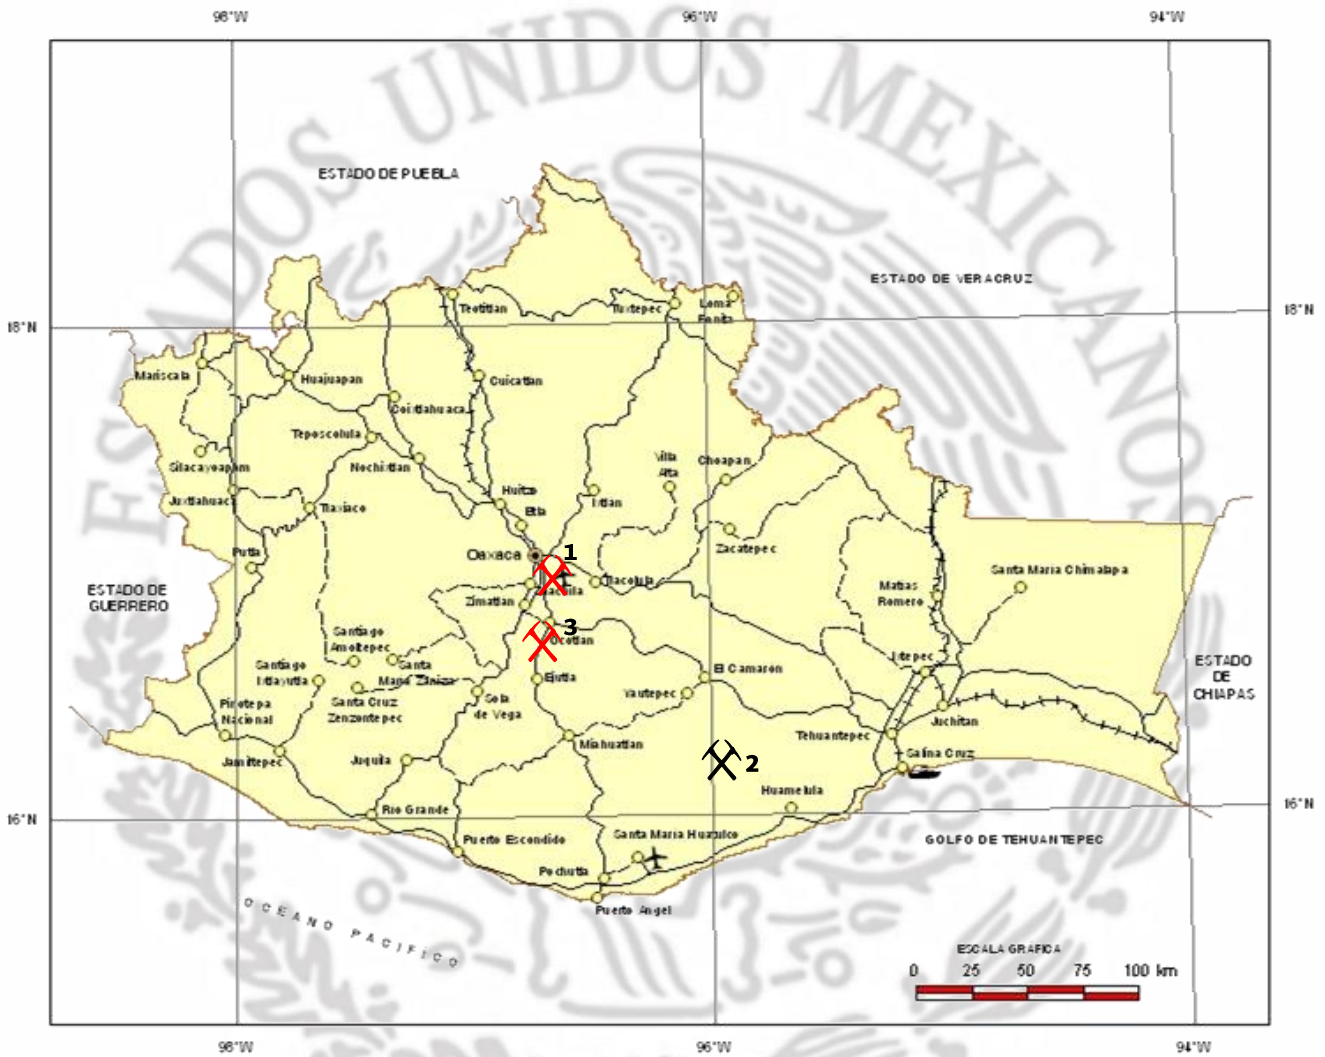 98°W 96°W 94°W
ESTADOS UNIDOS MEXICANOS
ESTADO DE PUEBLA
ESTADO DE VERACRUZ
Teotitlan
Tuxtepec
Loma
Bonita
18°N
18°N
Mariscala
Huajuapan
Cuicatlan
Coixtlahuaca
Teposcolula
Nochixtlan
Silacayoapam
Villa
Alta
Choapan
Juxtlahuaca
Huitzo
Ixtlan
Tlaxiaco
Etla
Zacatepec
Putla
Oaxaca
1
Tlacolula
Santa Maria Chimalapa
ESTADO DE
GUERRERO
Matias
Romero
Zimatlan
3
Ocotlan
Santiago
Amoltepec
Santa
Maria Zaniza
Santiago
Ixtlayutla
Ejutla
El Camaron
Ixtepec
ESTADO
DE
CHIAPAS
Yautepec
Sola
de Vega
Santa Cruz
Zenzontepec
Pinotepa
Nacional
Juchitan
Tehuantepec
Miahuatlan
Salina Cruz
Jamiltepec
Juquila
2
Huamelula
Rio Grande
16°N
16°N
Puerto Escondido
Santa Maria Huatulco
GOLFO DE TEHUANTEPEC
Pochutla
Puerto Angel
OCEANO PACIFICO
ESCALA GRAFICA
0 25 50 75 100 km
98°W 96°W 94°W